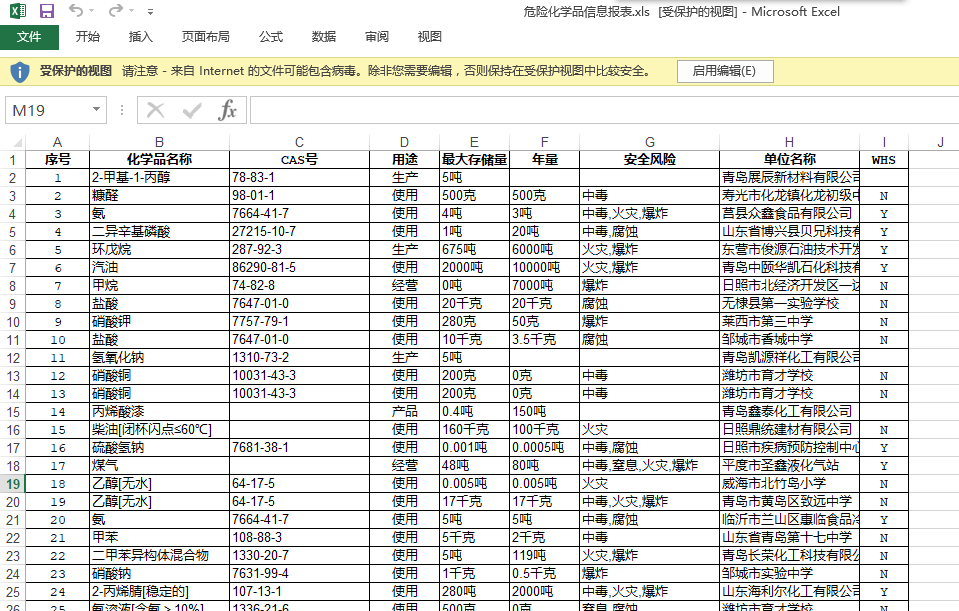 危险化学品信息报表.xls [受保护的视图] - Microsoft Excel
文件 开始 插入 页面布局 公式 数据 审阅 视图
受保护的视图 请注意 - 来自 Internet 的文件可能包含病毒。除非您需要编辑，否则保持在受保护视图中比较安全。 启用编辑(E)
M19 fx
A B C D E F G H I J
1 序号 化学品名称 CAS号 用途 最大存储量 年量 安全风险 单位名称 WHS
2 1 2-甲基-1-丙醇 78-83-1 生产 5吨 青岛展辰新材料有限公司
3 2 糠醛 98-01-1 使用 500克 500克 中毒 寿光市化龙镇化龙初级中 N
4 3 氨 7664-41-7 使用 4吨 3吨 中毒,火灾,爆炸 莒县众鑫食品有限公司 Y
5 4 二异辛基磷酸 27215-10-7 使用 1吨 20吨 中毒,腐蚀 山东省博兴县贝兄科技有 Y
6 5 环戊烷 287-92-3 生产 675吨 6000吨 火灾,爆炸 东营市俊源石油技术开发 Y
7 6 汽油 86290-81-5 使用 2000吨 10000吨 火灾,爆炸 青岛中颐华凯石化科技有 Y
8 7 甲烷 74-82-8 经营 0吨 7000吨 爆炸 日照市北经济开发区一达 N
9 8 盐酸 7647-01-0 使用 20千克 20千克 腐蚀 无棣县第一实验学校 N
10 9 硝酸钾 7757-79-1 使用 280克 50克 爆炸 莱西市第三中学 N
11 10 盐酸 7647-01-0 使用 10千克 3.5千克 腐蚀 邹城市香城中学 N
12 11 氢氧化钠 1310-73-2 生产 5吨 青岛凯源祥化工有限公司
13 12 硝酸铜 10031-43-3 使用 200克 0克 中毒 潍坊市育才学校 N
14 13 硝酸铜 10031-43-3 使用 200克 0克 中毒 潍坊市育才学校 N
15 14 丙烯酸漆 产品 0.4吨 150吨 青岛鑫泰化工有限公司
16 15 柴油[闭杯闪点≤60℃] 使用 160千克 100千克 火灾 日照鼎统建材有限公司 N
17 16 硫酸氢钠 7681-38-1 使用 0.001吨 0.0005吨 中毒,腐蚀 日照市疾病预防控制中心 Y
18 17 煤气 经营 48吨 80吨 中毒,窒息,火灾,爆炸 平度市圣鑫液化气站 Y
19 18 乙醇[无水] 64-17-5 使用 0.005吨 0.005吨 火灾 威海市北竹岛小学 N
20 19 乙醇[无水] 64-17-5 使用 17千克 17千克 中毒,火灾,爆炸 青岛市黄岛区致远中学 N
21 20 氨 7664-41-7 使用 5吨 5吨 中毒,腐蚀 临沂市兰山区惠临食品冷 Y
22 21 甲苯 108-88-3 使用 5千克 2千克 中毒 山东省青岛第十七中学 N
23 22 二甲苯异构体混合物 1330-20-7 使用 5吨 119吨 火灾,爆炸 青岛长荣化工科技有限公 N
24 23 硝酸钠 7631-99-4 使用 1千克 0.5千克 爆炸 邹城市实验中学 N
25 24 2-丙烯腈[稳定的] 107-13-1 使用 280吨 2000吨 中毒,火灾,爆炸 山东海利尔化工有限公司 Y
26 25 氨溶液[含氨＞10%] 1336-21-6 使用 500克 0克 窒息,腐蚀 潍坊市育才学校 N